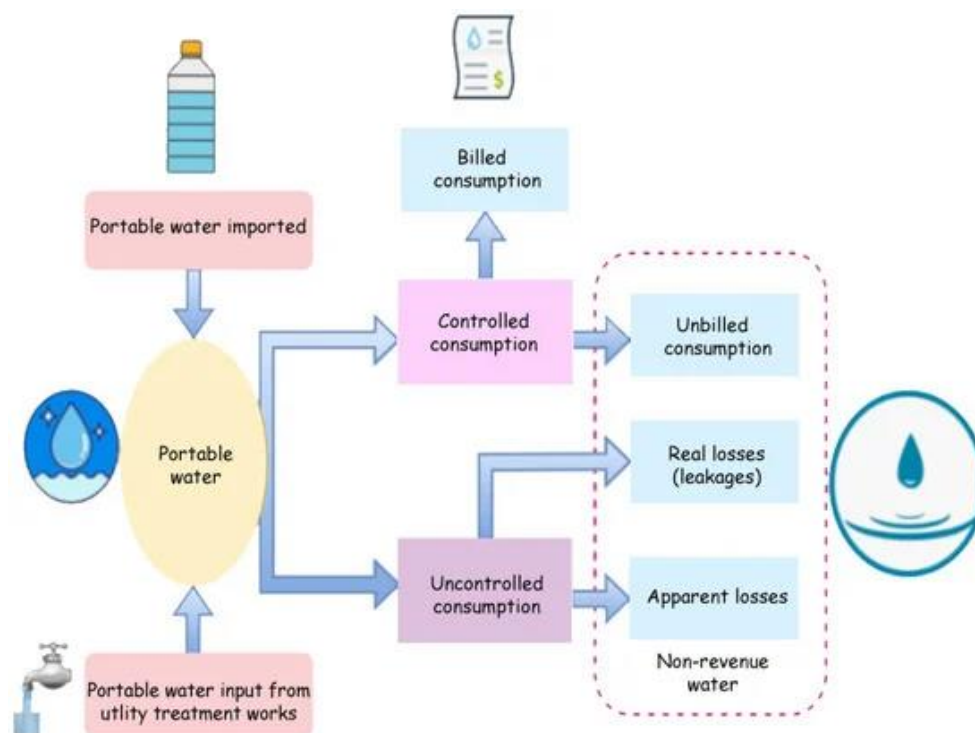 $
Billed
consumption
Portable water imported
Controlled
consumption
Unbilled
consumption
Portable
water
Real losses
(leakages)
Uncontrolled
consumption
Apparent losses
Non-revenue
water
Portable water input from
utlity treatment works